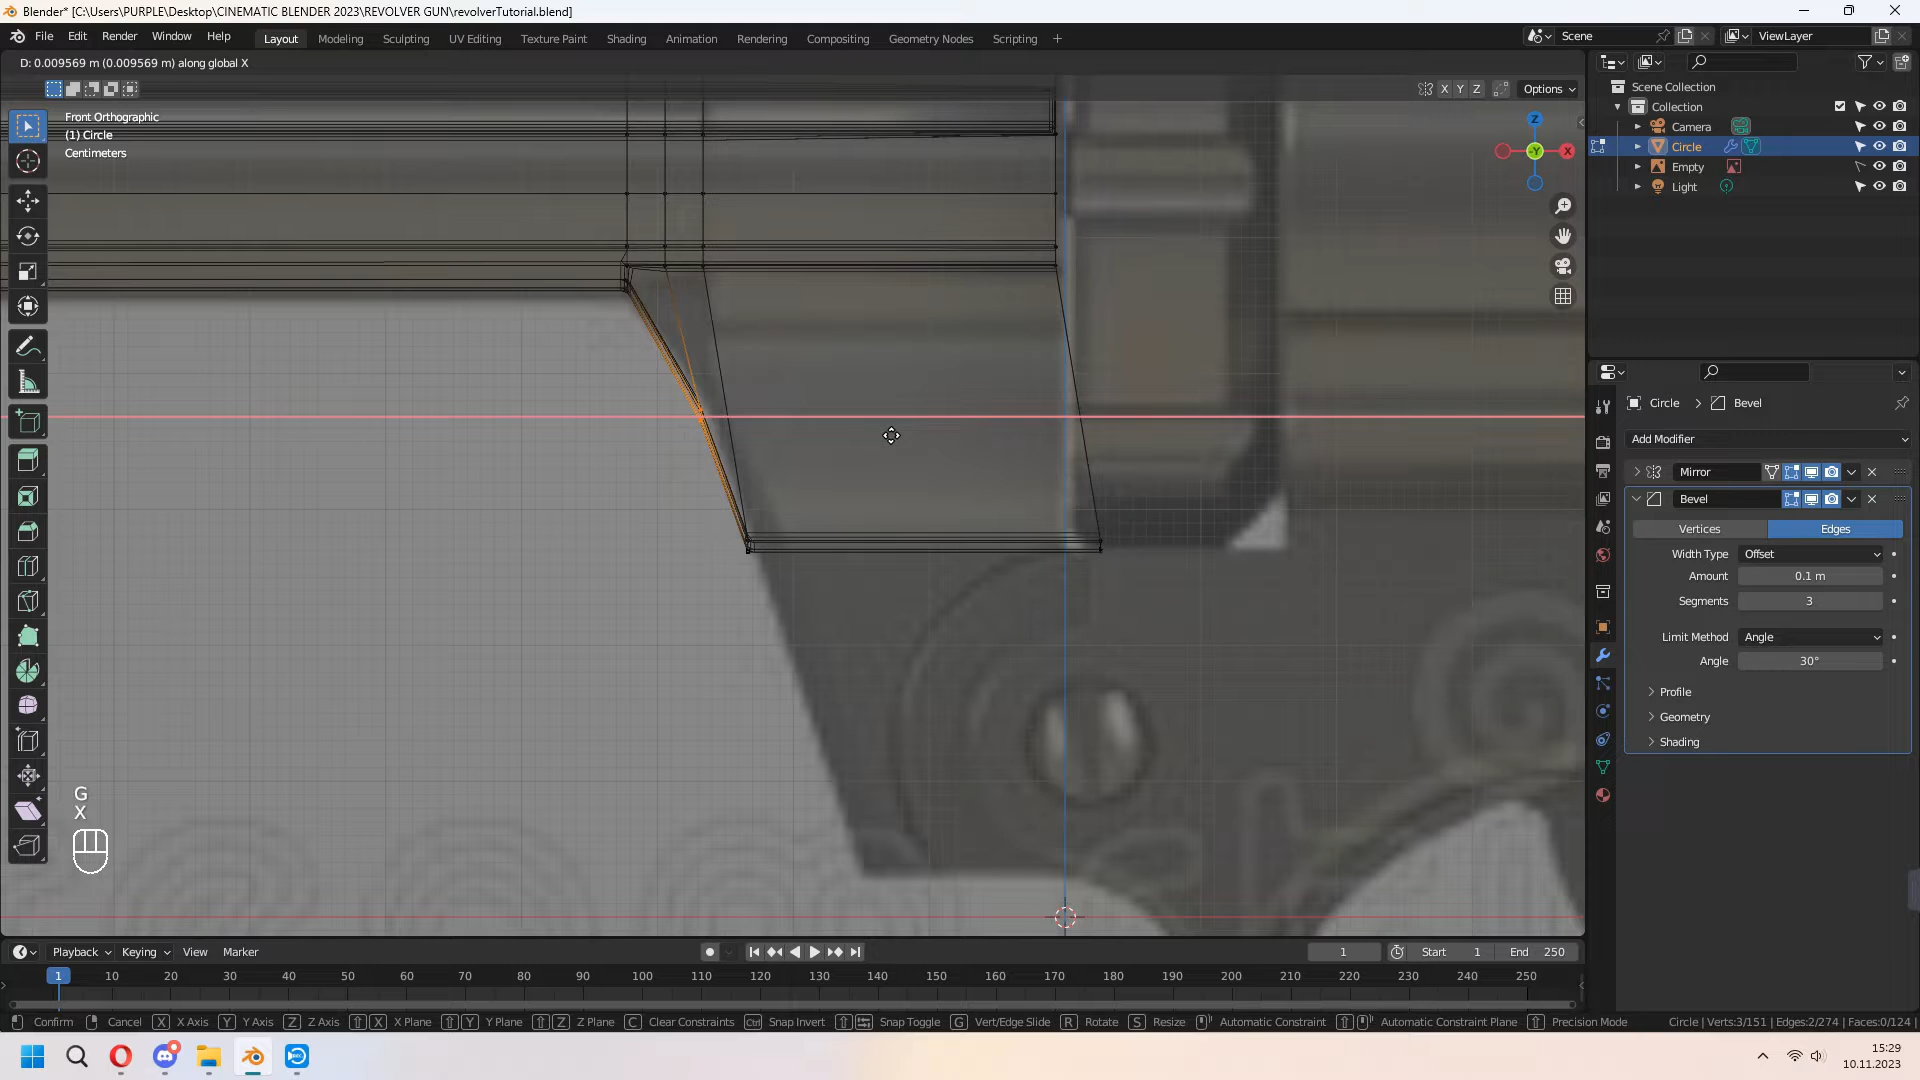 Blender* [C:\Users\PURPLE\Desktop\CINEMATIC BLENDER 2023\REVOLVER GUN\revolverTutorial.blend]
File Edit Render Window Help Layout Modeling Sculpting UV Editing Texture Paint Shading Animation Rendering Compositing Geometry Nodes Scripting + Scene ViewLayer
D: 0.009569 m (0.009569 m) along global X
X Y Z Options
Front Orthographic
(1) Circle
Centimeters
Z
-Y X
Scene Collection
Collection
Camera
Circle
Empty
Light
Circle > Bevel
Add Modifier
Mirror
Bevel
Vertices Edges
Width Type Offset
Amount 0.1 m
Segments 3
Limit Method Angle
Angle 30°
Profile
Geometry
Shading
G
X
Playback Keying View Marker 1 Start 1 End 250
1 10 20 30 40 50 60 70 80 90 100 110 120 130 140 150 160 170 180 190 200 210 220 230 240 250
Confirm Cancel X X Axis Y Y Axis Z Z Axis X X Plane Y Y Plane Z Z Plane C Clear Constraints Ctrl Snap Invert Snap Toggle G Vert/Edge Slide R Rotate S Resize Automatic Constraint Automatic Constraint Plane Precision Mode Circle | Verts:3/151 | Edges:2/274 | Faces:0/124 |
15:29
10.11.2023